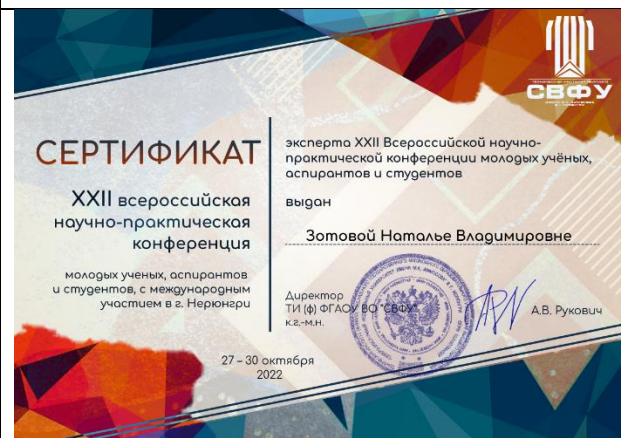 СВФУ
СЕРТИФИКАТ
XXII всероссийская
научно-практическая
конференция
молодых ученых, аспирантов
и студентов, с международным
участием в г. Нерюнгри
эксперта XXII Всероссийской научно-
практической конференции молодых учёных,
аспирантов и студентов
выдан
Зотовой Наталье Владимировне
Директор
ТИ (ф) ФГАОУ ВО "СВФУ"
к.г.-м.н.
А.В. Рукович
27 – 30 октября
2022